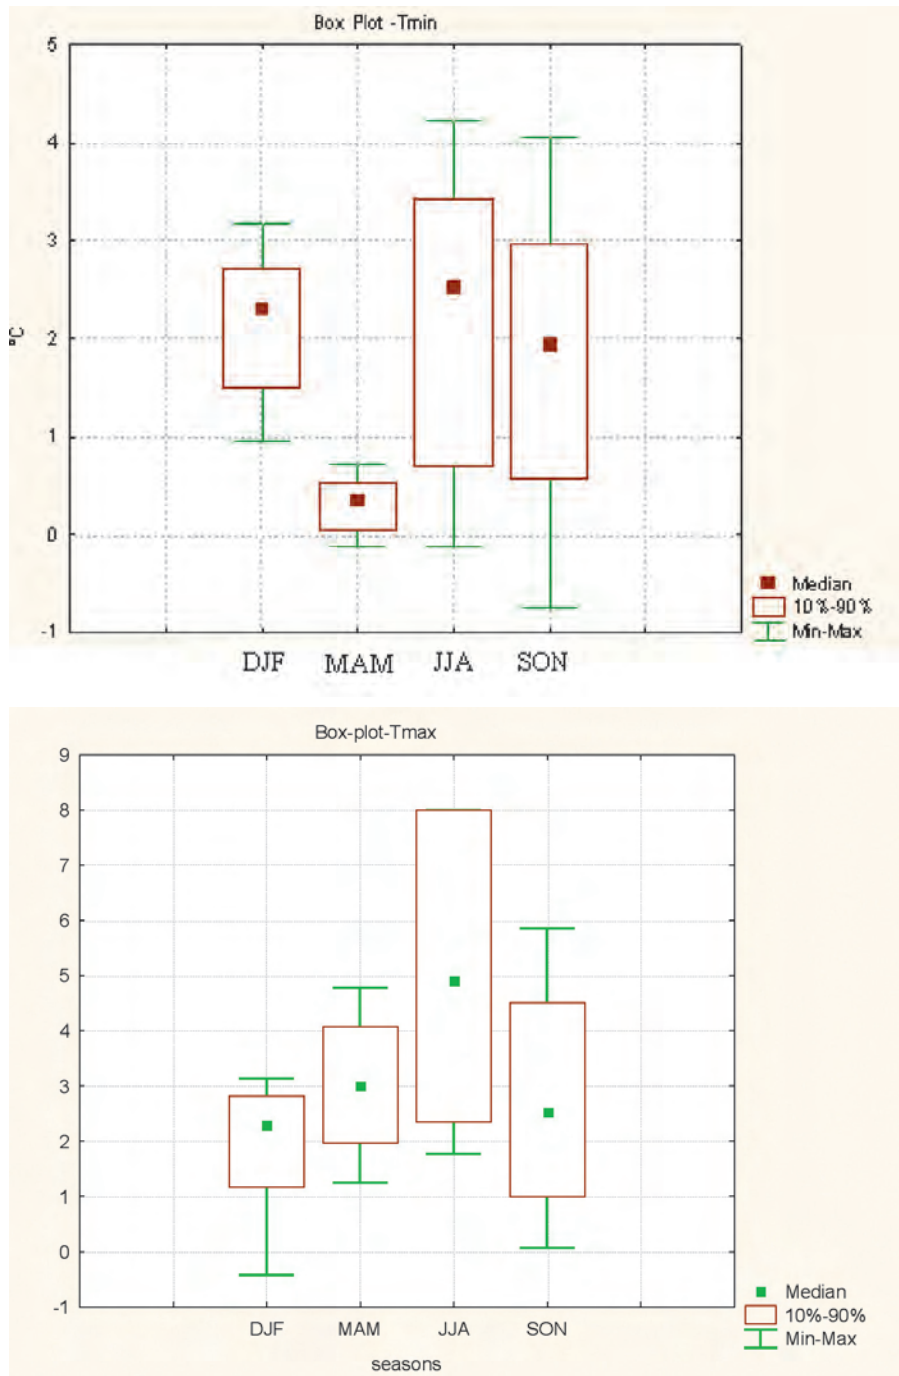 Box Plot -Tmin
5
4
3
2
1
0
-1
°C
DJF MAM JJA SON
Median
10%-90%
Min-Max
Box-plot-Tmax
9
8
7
6
5
4
3
2
1
0
-1
DJF MAM JJA SON
seasons
Median
10%-90%
Min-Max